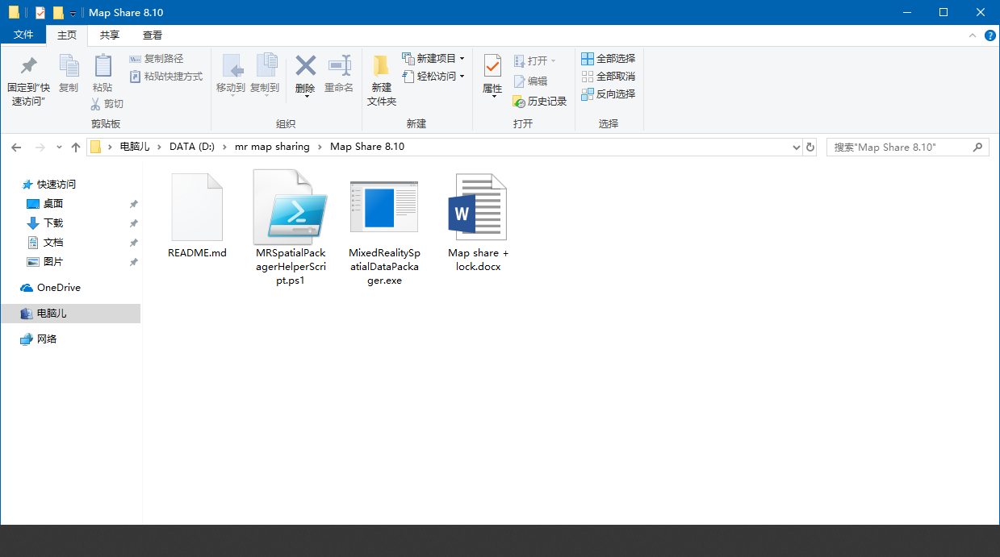 Map Share 8.10
文件
主页
共享
查看
固定到"快
速访问"
复制
粘贴
复制路径
粘贴快捷方式
剪切
剪贴板
移动到
复制到
删除
重命名
组织
新建
文件夹
新建项目
轻松访问
新建
属性
打开
编辑
历史记录
打开
全部选择
全部取消
反向选择
选择
电脑儿 › DATA (D:) › mr map sharing › Map Share 8.10
搜索"Map Share 8.10"
快速访问
桌面
下载
文档
图片
OneDrive
电脑儿
网络
README.md
MRSpatialPack
agerHelperScri
pt.ps1
MixedRealitySp
atialDataPacka
ger.exe
W
Map share +
lock.docx